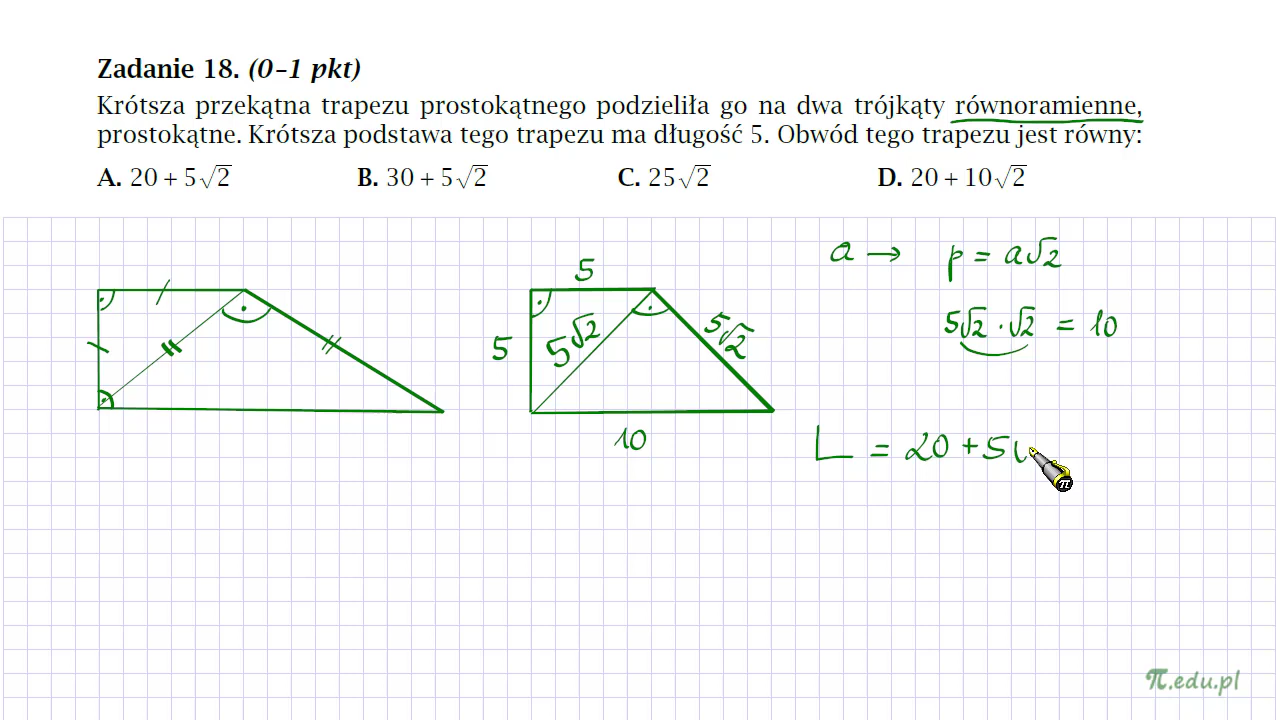 Zadanie 18. (0–1 pkt)
Krótsza przekątna trapezu prostokątnego podzieliła go na dwa trójkąty równoramienne,
prostokątne. Krótsza podstawa tego trapezu ma długość 5. Obwód tego trapezu jest równy:
A. 20 + 5√2 B. 30 + 5√2 C. 25√2 D. 20 + 10√2
a → p = a√2
5
5√2 · √2 = 10
5 5√2 5√2
10
L = 20 + 5
π
π.edu.pl